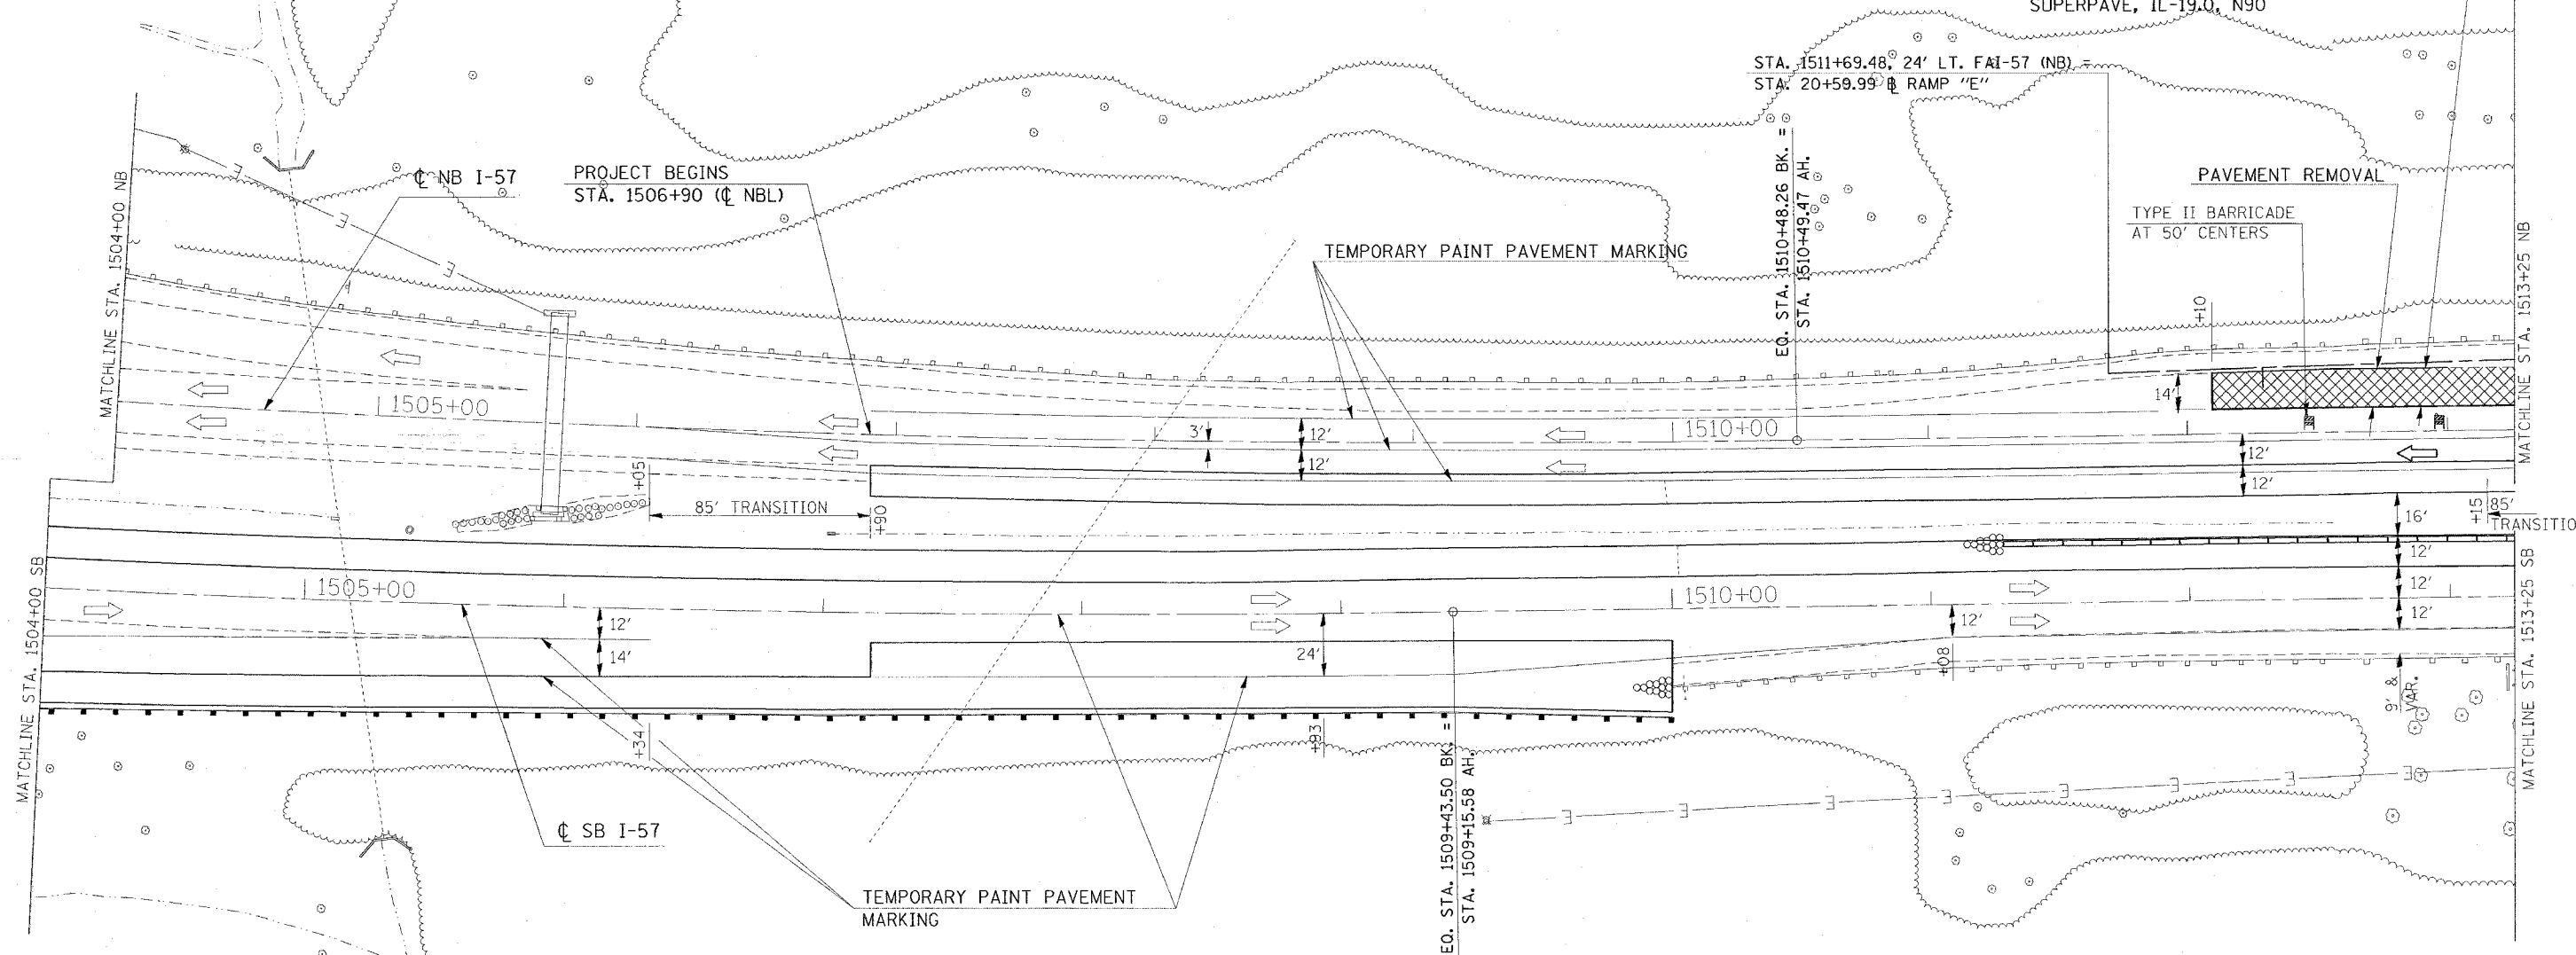 SUPERPAVE, IL-19.0, N90
STA. 1511+69.48, 24' LT. FAI-57 (NB) =
STA. 20+59.99 ℄ RAMP "E"
℄ NB I-57
PROJECT BEGINS
STA. 1506+90 (℄ NBL)
PAVEMENT REMOVAL
TYPE II BARRICADE
AT 50' CENTERS
TEMPORARY PAINT PAVEMENT MARKING
EQ. STA. 1510+48.26 BK. =
STA. 1510+49.47 AH.
MATCHLINE STA. 1504+00 NB
MATCHLINE STA. 1513+25 NB
+10
14'
1505+00
3'
12'
12'
1510+00
12'
12'
+05
85' TRANSITION
+90
16'
+15
85'
TRANSITIO
12'
12'
12'
MATCHLINE STA. 1504+00 SB
MATCHLINE STA. 1513+25 SB
1505+00
1510+00
12'
14'
24'
12'
+08
9' &
VAR.
+34
+93
℄ SB I-57
EQ. STA. 1509+43.50 BK. =
STA. 1509+15.58 AH.
TEMPORARY PAINT PAVEMENT
MARKING